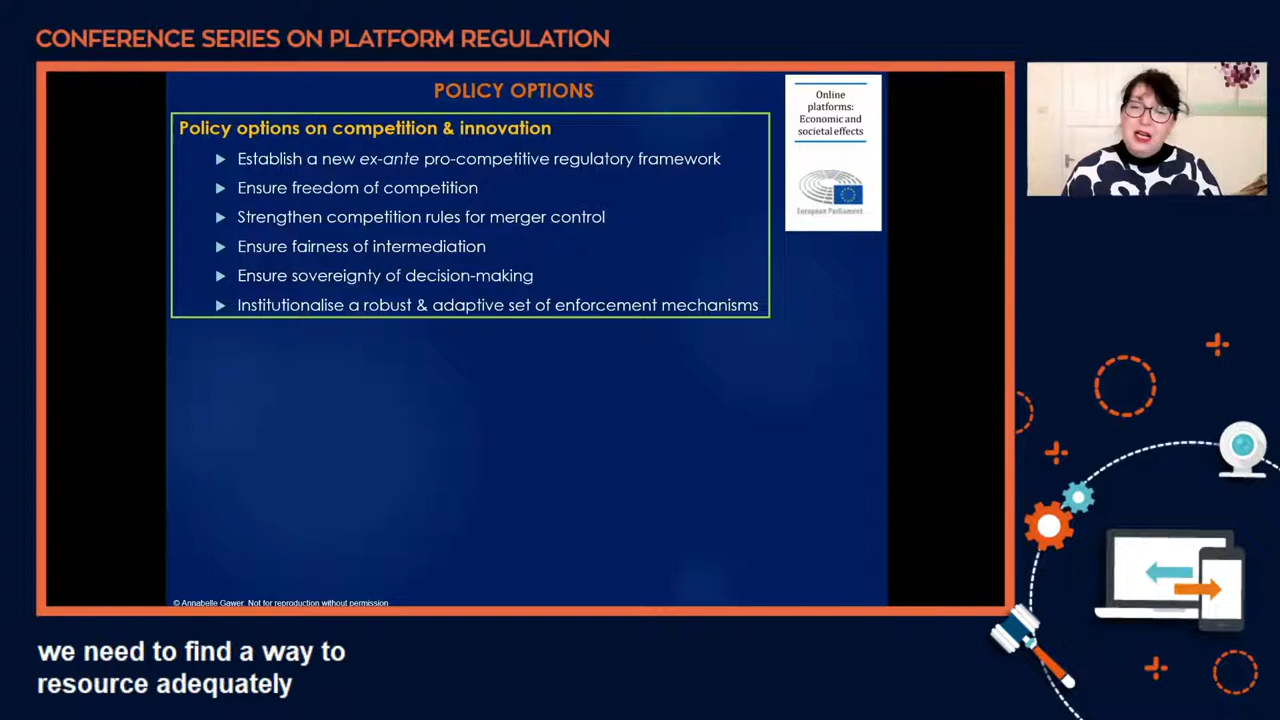 CONFERENCE SERIES ON PLATFORM REGULATION
POLICY OPTIONS
Policy options on competition & innovation
Establish a new ex-ante pro-competitive regulatory framework
Ensure freedom of competition
Strengthen competition rules for merger control
Ensure fairness of intermediation
Ensure sovereignty of decision-making
Institutionalise a robust & adaptive set of enforcement mechanisms
Online
platforms:
Economic and
societal effects
European Parliament
© Annabelle Gawer. Not for reproduction without permission
we need to find a way to
resource adequately